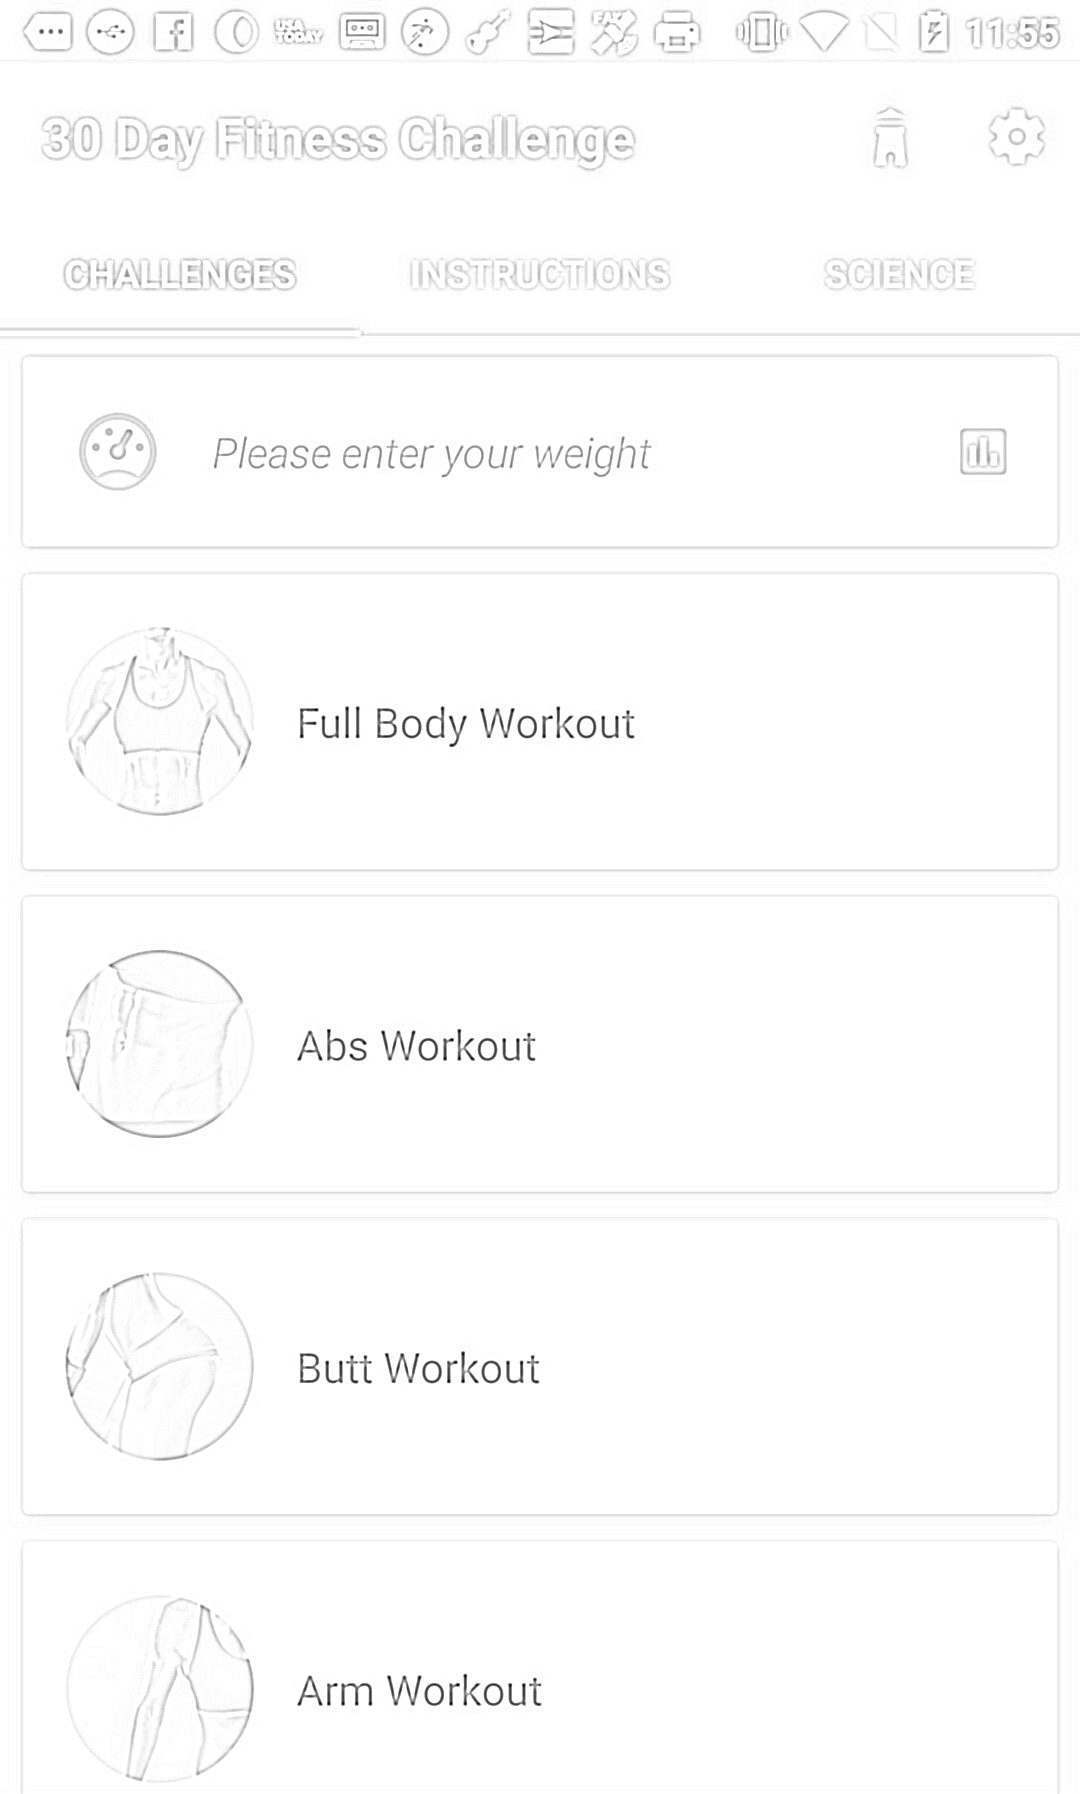 USA
TODAY
FAKE
11:55
30 Day Fitness Challenge
CHALLENGES
INSTRUCTIONS
SCIENCE
Please enter your weight
Full Body Workout
Abs Workout
Butt Workout
Arm Workout